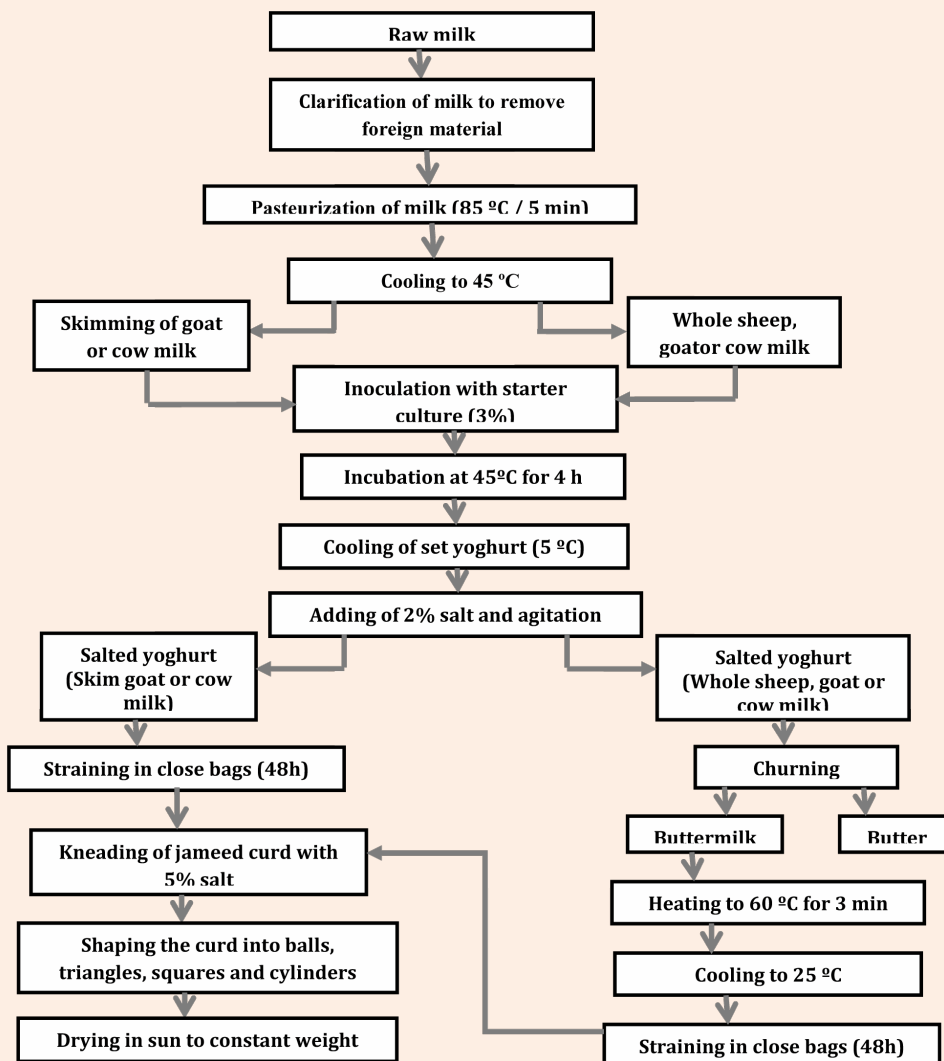 Raw milk
Clarification of milk to remove
foreign material
Pasteurization of milk (85 ºC / 5 min)
Cooling to 45 °C
Skimming of goat
or cow milk
Whole sheep,
goator cow milk
Inoculation with starter
culture (3%)
Incubation at 45ºC for 4 h
Cooling of set yoghurt (5 ºC)
Adding of 2% salt and agitation
Salted yoghurt
(Skim goat or cow
milk)
Salted yoghurt
(Whole sheep, goat or
cow milk)
Straining in close bags (48h)
Churning
Buttermilk
Butter
Kneading of jameed curd with
5% salt
Heating to 60 ºC for 3 min
Shaping the curd into balls,
triangles, squares and cylinders
Cooling to 25 ºC
Drying in sun to constant weight
Straining in close bags (48h)